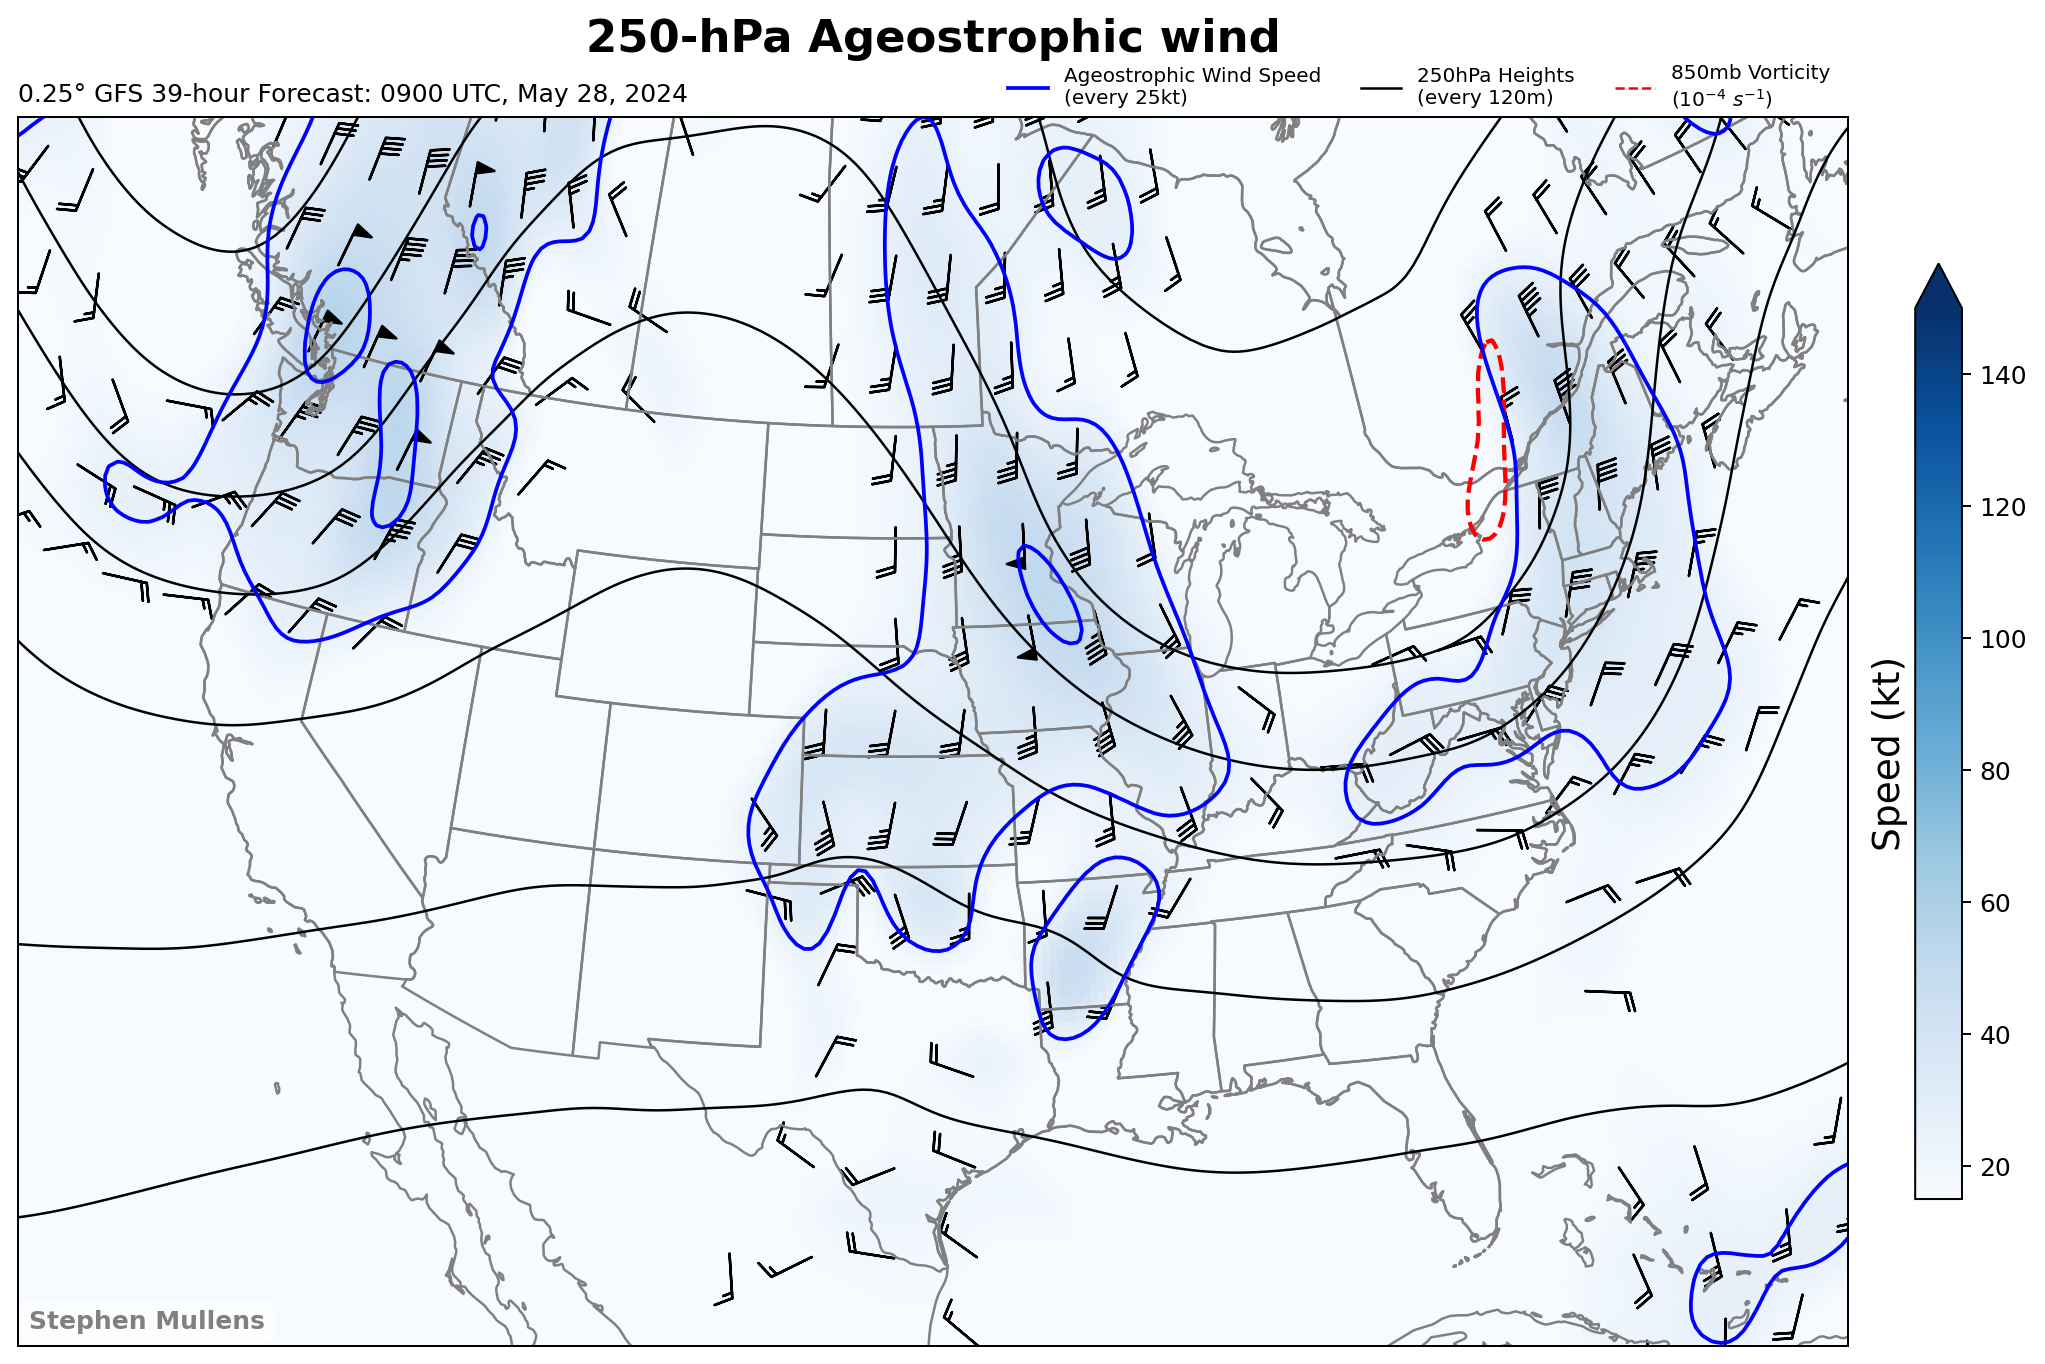 250-hPa Ageostrophic wind
0.25° GFS 39-hour Forecast: 0900 UTC, May 28, 2024
Ageostrophic Wind Speed
(every 25kt)
250hPa Heights
(every 120m)
850mb Vorticity
(10⁻⁴ s⁻¹)
140
120
100
80
60
40
20
Speed (kt)
Stephen Mullens